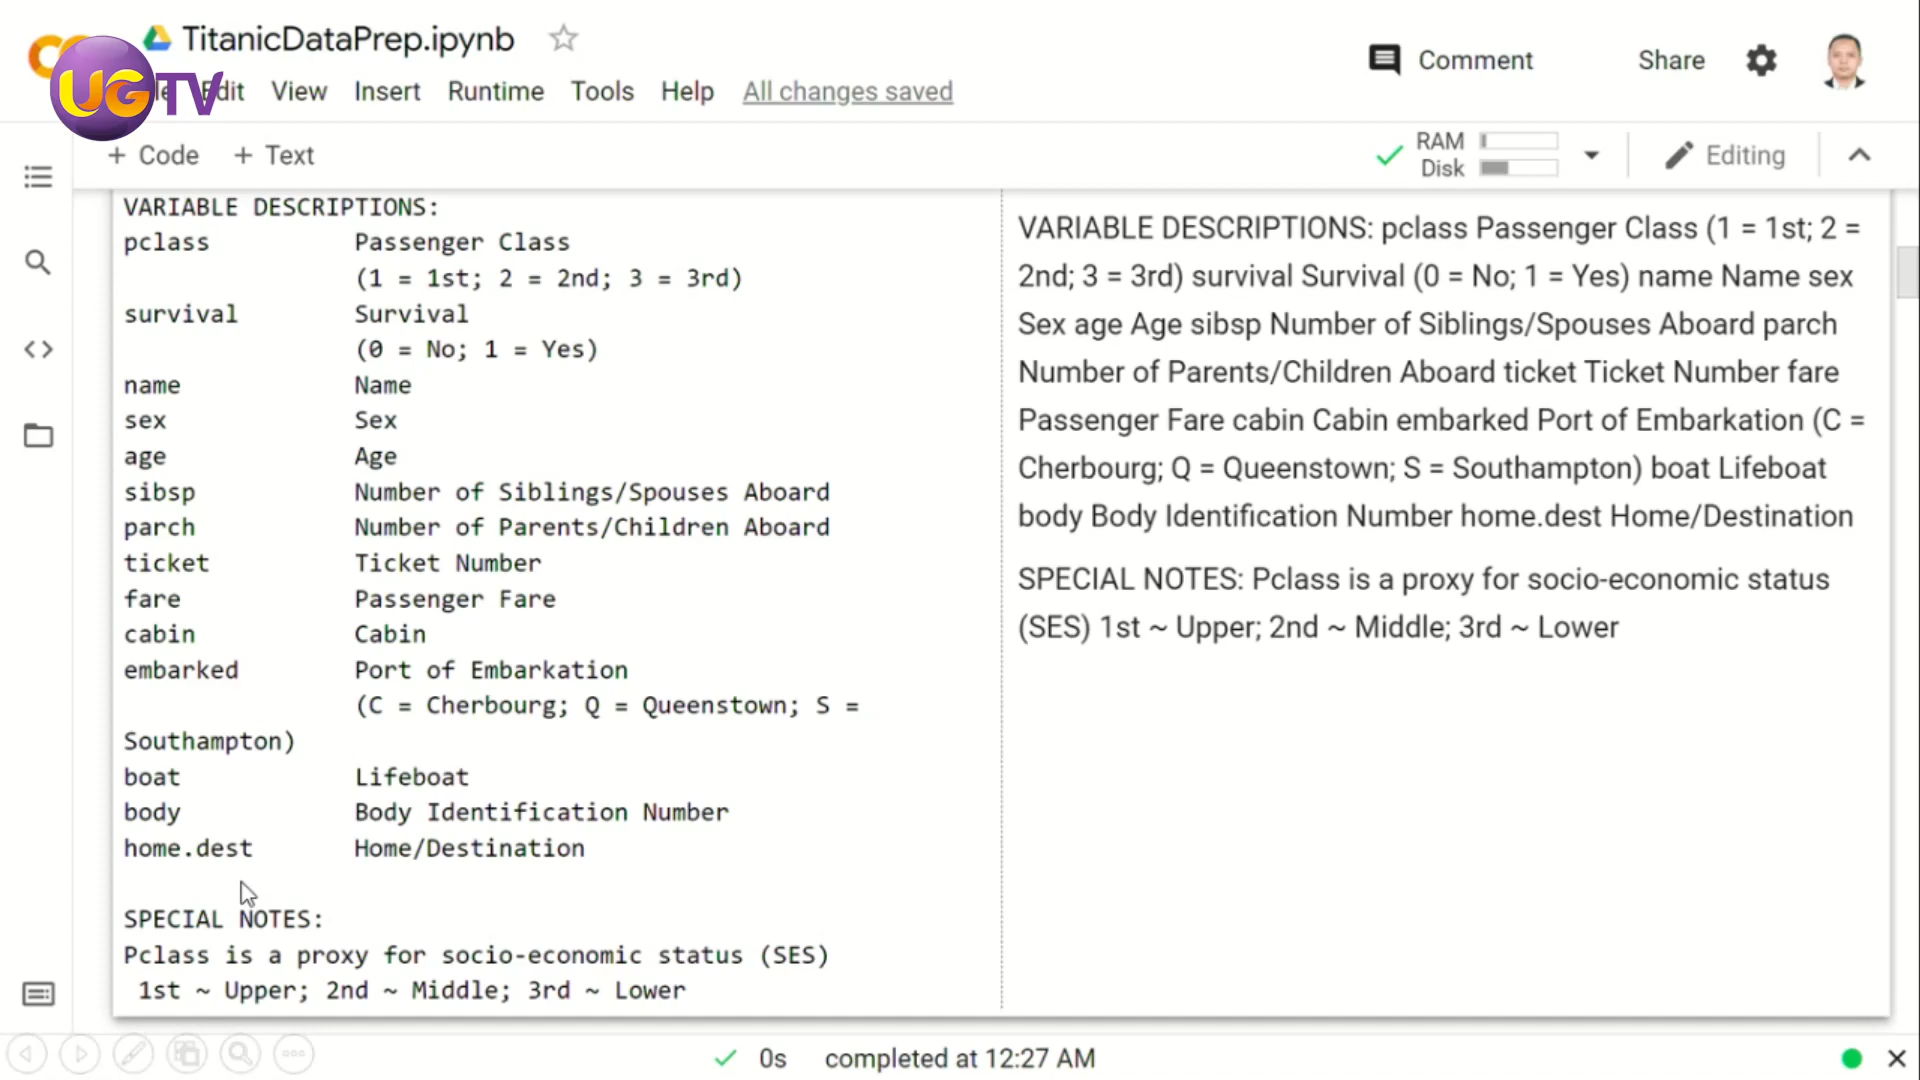 TitanicDataPrep.ipynb
Comment
Share
UGTV
Edit
View
Insert
Runtime
Tools
Help
All changes saved
+ Code
+ Text
RAM
Disk
Editing
VARIABLE DESCRIPTIONS:
pclass Passenger Class
(1 = 1st; 2 = 2nd; 3 = 3rd)
survival Survival
(0 = No; 1 = Yes)
name Name
sex Sex
age Age
sibsp Number of Siblings/Spouses Aboard
parch Number of Parents/Children Aboard
ticket Ticket Number
fare Passenger Fare
cabin Cabin
embarked Port of Embarkation
(C = Cherbourg; Q = Queenstown; S =
Southampton)
boat Lifeboat
body Body Identification Number
home.dest Home/Destination
SPECIAL NOTES:
Pclass is a proxy for socio-economic status (SES)
1st ~ Upper; 2nd ~ Middle; 3rd ~ Lower
VARIABLE DESCRIPTIONS: pclass Passenger Class (1 = 1st; 2 =
2nd; 3 = 3rd) survival Survival (0 = No; 1 = Yes) name Name sex
Sex age Age sibsp Number of Siblings/Spouses Aboard parch
Number of Parents/Children Aboard ticket Ticket Number fare
Passenger Fare cabin Cabin embarked Port of Embarkation (C =
Cherbourg; Q = Queenstown; S = Southampton) boat Lifeboat
body Body Identification Number home.dest Home/Destination
SPECIAL NOTES: Pclass is a proxy for socio-economic status
(SES) 1st ~ Upper; 2nd ~ Middle; 3rd ~ Lower
0s completed at 12:27 AM